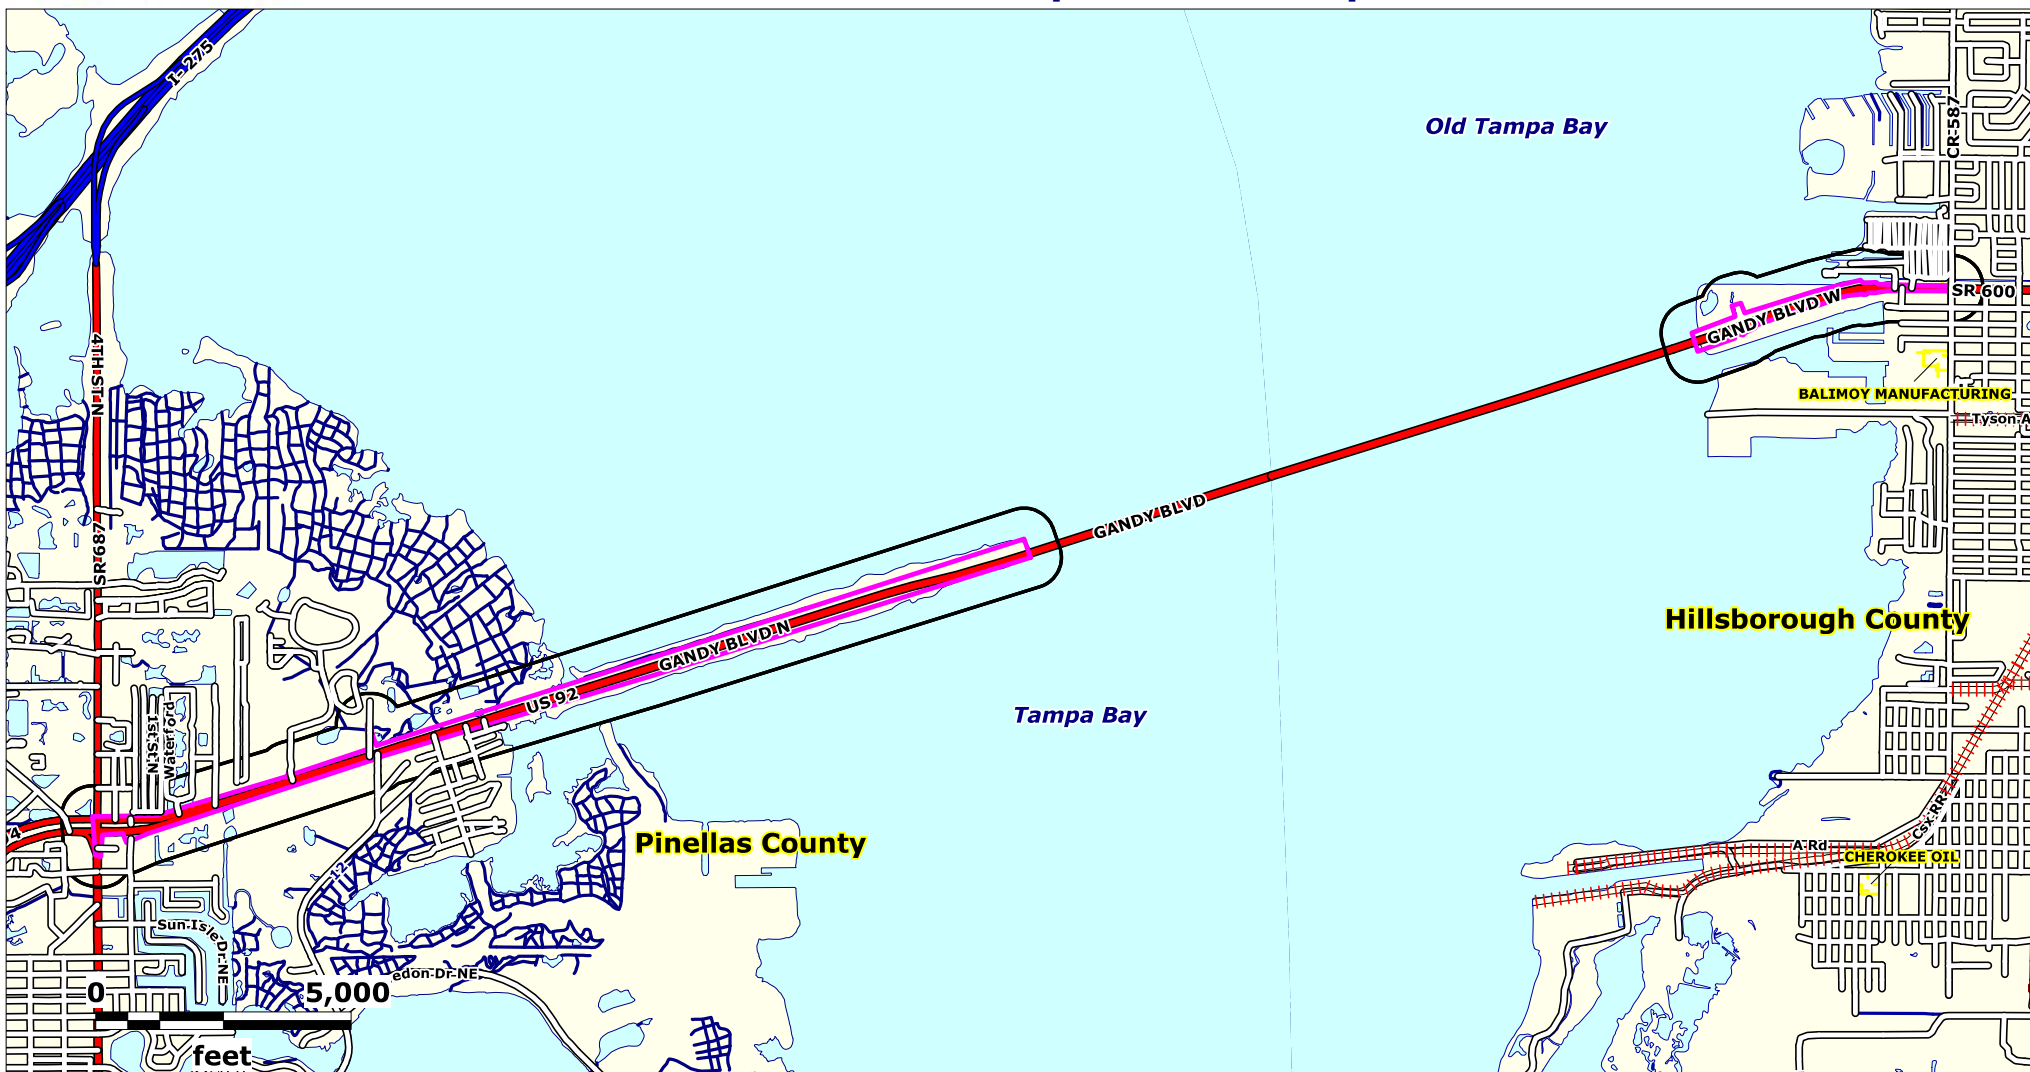 I- 275
Old Tampa Bay
CR 587
SR 600
GANDY BLVD W
4TH ST N
BALIMOY MANUFACTURING
Tyson A
GANDY BLVD
SR 687
Hillsborough County
GANDY BLVD N
US 92
Tampa Bay
1st St N
Waterford
4
Pinellas County
Csx RR
A Rd
CHEROKEE OIL
12
Sun Isle Dr NE
edon Dr NE
0
5,000
feet